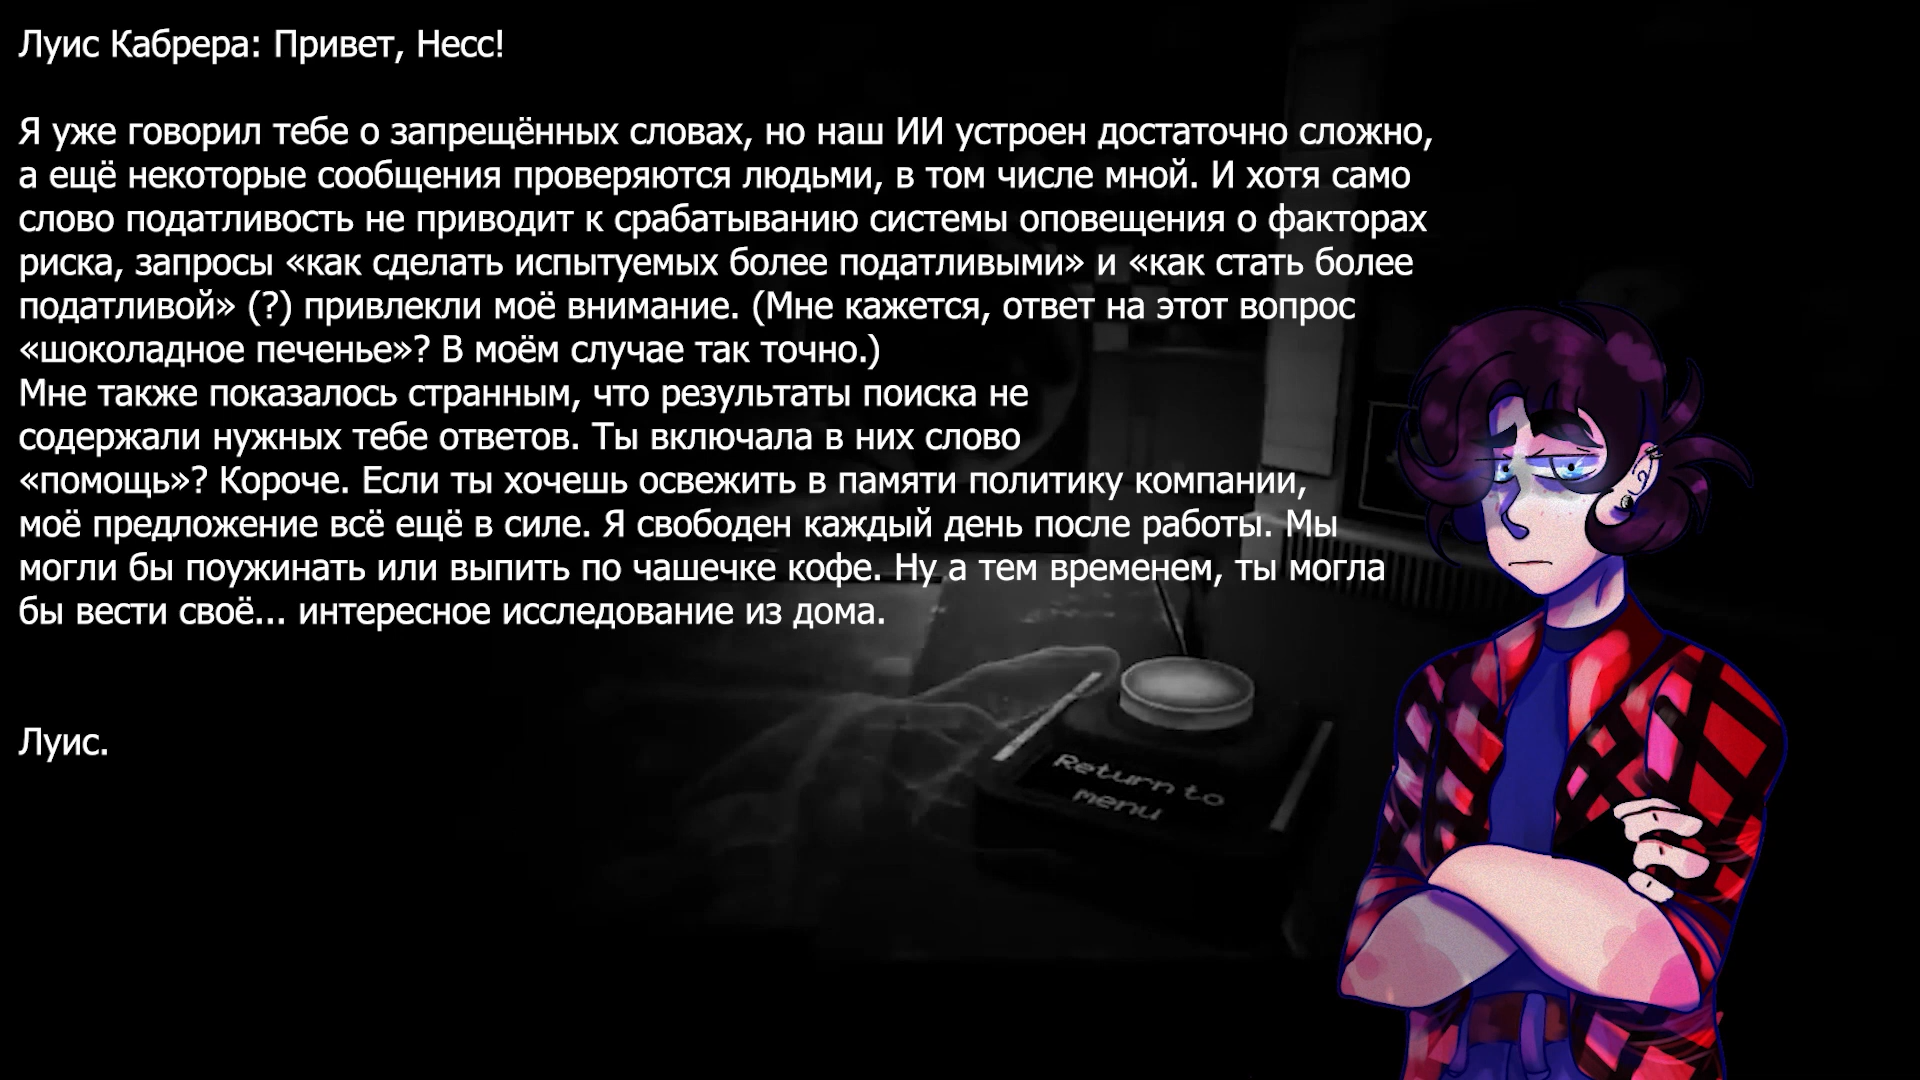 Луис Кабрера: Привет, Несс!
Я уже говорил тебе о запрещённых словах, но наш ИИ устроен достаточно сложно,
а ещё некоторые сообщения проверяются людьми, в том числе мной. И хотя само
слово податливость не приводит к срабатыванию системы оповещения о факторах
риска, запросы «как сделать испытуемых более податливыми» и «как стать более
податливой» (?) привлекли моё внимание. (Мне кажется, ответ на этот вопрос
«шоколадное печенье»? В моём случае так точно.)
Мне также показалось странным, что результаты поиска не
содержали нужных тебе ответов. Ты включала в них слово
«помощь»? Короче. Если ты хочешь освежить в памяти политику компании,
моё предложение всё ещё в силе. Я свободен каждый день после работы. Мы
могли бы поужинать или выпить по чашечке кофе. Ну а тем временем, ты могла
бы вести своё... интересное исследование из дома.
Луис.
Return to
menu